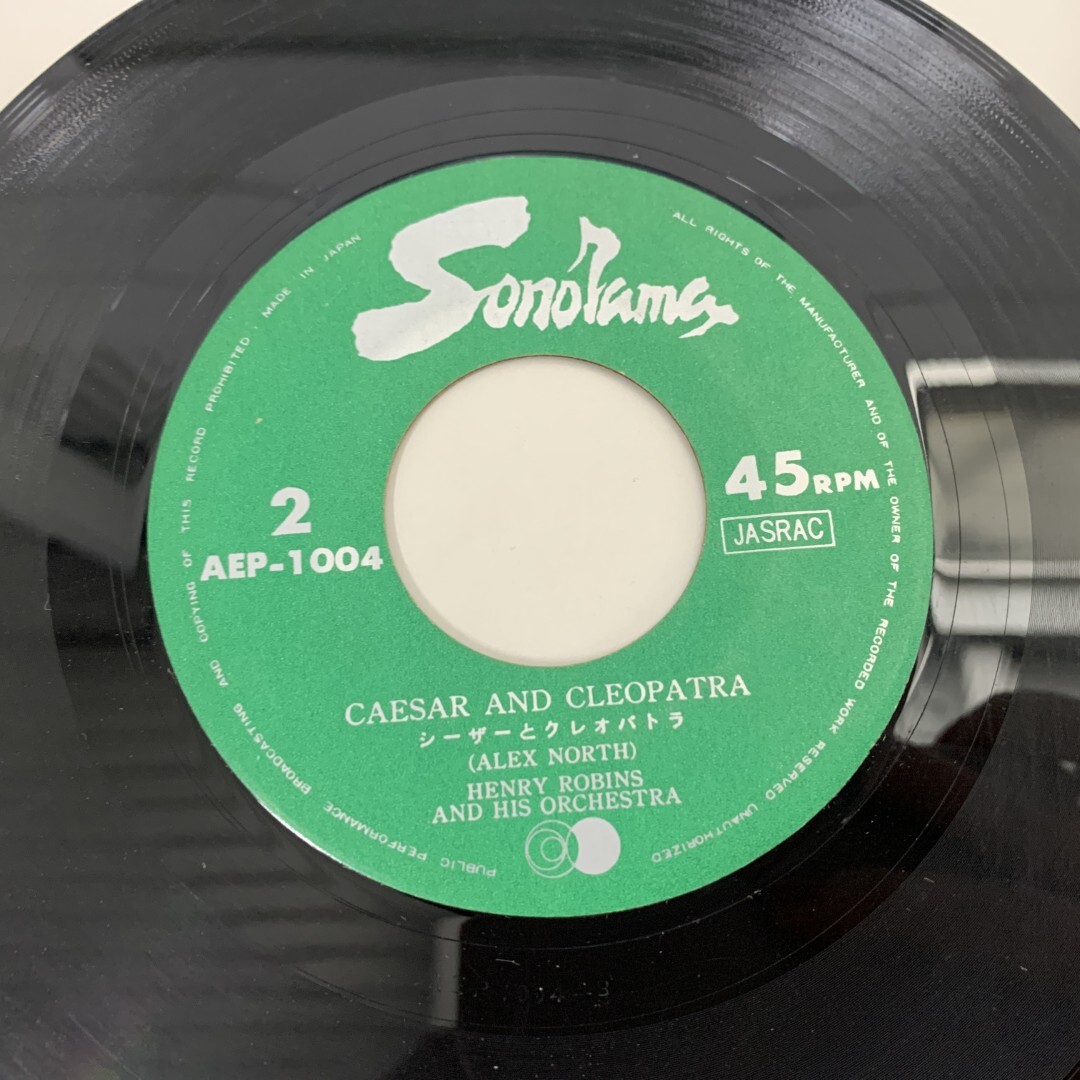 Sonorama
2
AEP-1004
45RPM
JASRAC
CAESAR AND CLEOPATRA
シーザーとクレオパトラ
(ALEX NORTH)
HENRY ROBINS
AND HIS ORCHESTRA
ALL RIGHTS OF THE MANUFACTURER AND OF THE OWNER OF THE RECORDED WORK RESERVED UNAUTHORIZED PUBLIC PERFORMANCE BROADCASTING AND COPYING OF THIS RECORD PROHIBITED MADE IN JAPAN